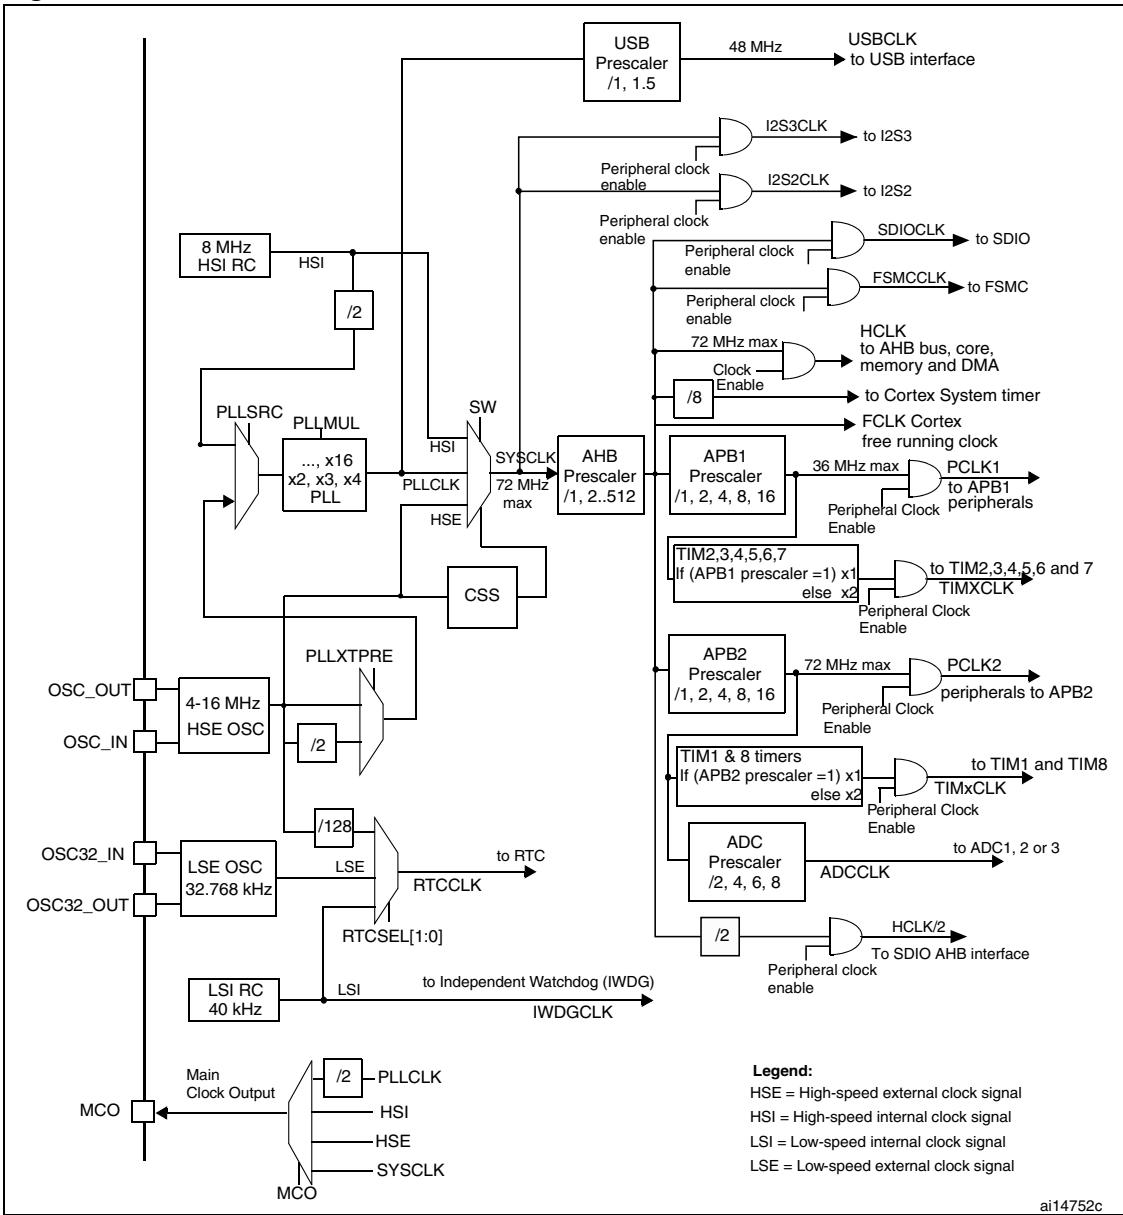 USB
Prescaler
/1, 1.5
48 MHz
USBCLK
to USB interface
I2S3CLK
to I2S3
Peripheral clock
enable
I2S2CLK
to I2S2
Peripheral clock
enable
SDIOCLK
to SDIO
Peripheral clock
enable
FSMCCLK
to FSMC
Peripheral clock
enable
8 MHz
HSI RC
HSI
/2
HCLK
to AHB bus, core,
memory and DMA
72 MHz max
Clock
Enable
/8
to Cortex System timer
FCLK Cortex
free running clock
PLLSRC
PLLMUL
..., x16
x2, x3, x4
PLL
SW
HSI
PLLCLK
HSE
SYSCLK
72 MHz
max
AHB
Prescaler
/1, 2..512
APB1
Prescaler
/1, 2, 4, 8, 16
36 MHz max
PCLK1
to APB1
peripherals
Peripheral Clock
Enable
TIM2,3,4,5,6,7
If (APB1 prescaler =1) x1
else x2
to TIM2,3,4,5,6 and 7
TIMXCLK
Peripheral Clock
Enable
CSS
PLLXTPRE
OSC_OUT
OSC_IN
4-16 MHz
HSE OSC
/2
APB2
Prescaler
/1, 2, 4, 8, 16
72 MHz max
PCLK2
peripherals to APB2
Peripheral Clock
Enable
TIM1 & 8 timers
If (APB2 prescaler =1) x1
else x2
to TIM1 and TIM8
TIMxCLK
Peripheral Clock
Enable
/128
OSC32_IN
OSC32_OUT
LSE OSC
32.768 kHz
LSE
to RTC
RTCCLK
RTCSEL[1:0]
ADC
Prescaler
/2, 4, 6, 8
to ADC1, 2 or 3
ADCCLK
/2
HCLK/2
To SDIO AHB interface
Peripheral clock
enable
LSI RC
40 kHz
LSI
to Independent Watchdog (IWDG)
IWDGCLK
Main
Clock Output
MCO
/2
PLLCLK
HSI
HSE
SYSCLK
MCO
Legend:
HSE = High-speed external clock signal
HSI = High-speed internal clock signal
LSI = Low-speed internal clock signal
LSE = Low-speed external clock signal
ai14752c